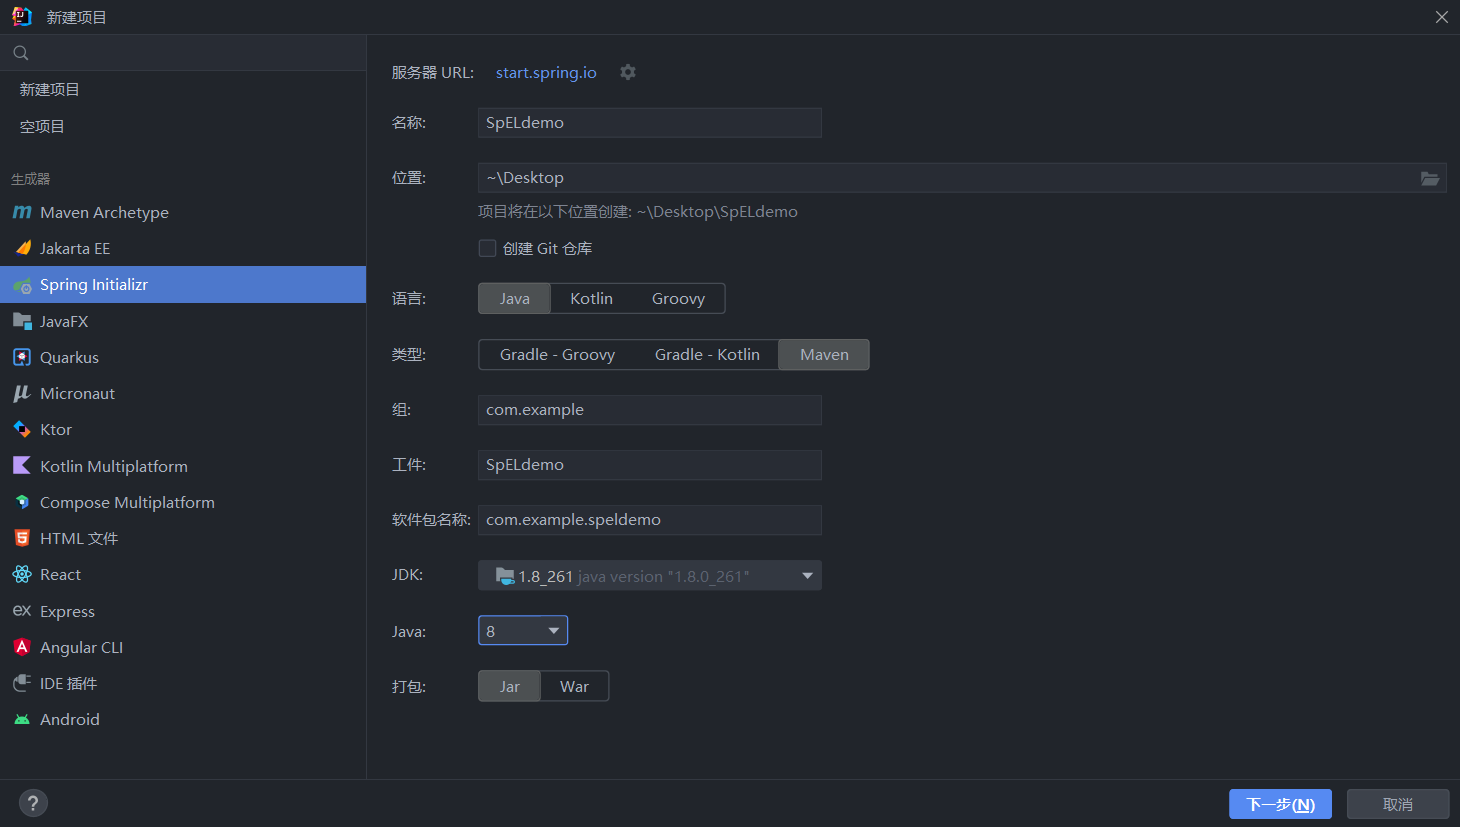 新建项目
新建项目
空项目
生成器
Maven Archetype
Jakarta EE
Spring Initializr
JavaFX
Quarkus
Micronaut
Ktor
Kotlin Multiplatform
Compose Multiplatform
HTML 文件
React
Express
Angular CLI
IDE 插件
Android
服务器 URL: start.spring.io
名称: SpELdemo
位置: ~\Desktop
项目将在以下位置创建: ~\Desktop\SpELdemo
创建 Git 仓库
语言: Java Kotlin Groovy
类型: Gradle - Groovy Gradle - Kotlin Maven
组: com.example
工件: SpELdemo
软件包名称: com.example.speldemo
JDK: 1.8_261 java version "1.8.0_261"
Java: 8
打包: Jar War
? 下一步(N) 取消